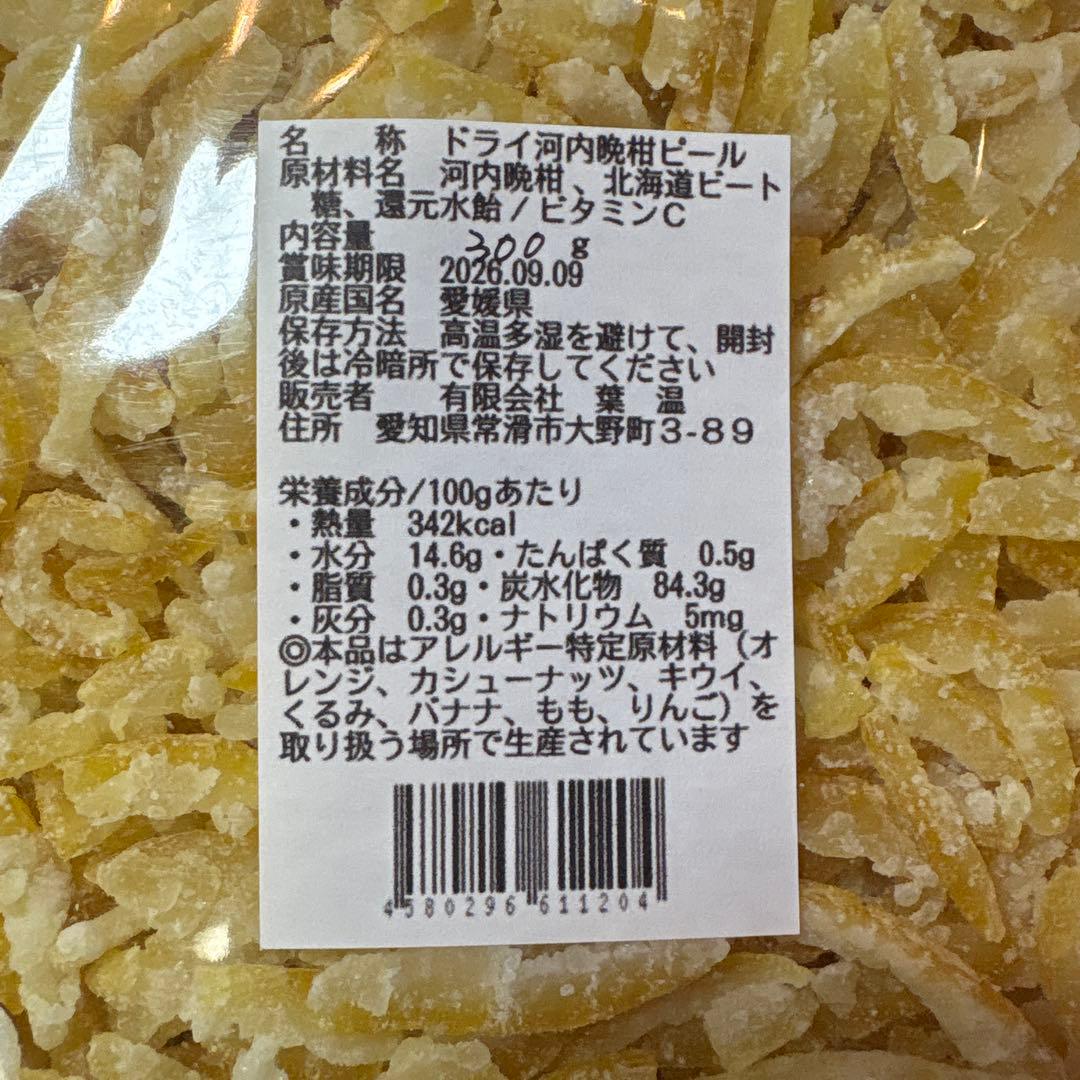 名　　称　ドライ河内晩柑ピール
原材料名　河内晩柑、北海道ビート
糖、還元水飴/ビタミンC
内容量　　300 g
賞味期限　2026.09.09
原産国名　愛媛県
保存方法　高温多湿を避けて、開封
後は冷暗所で保存してください
販売者　　有限会社　葉　温
住所　愛知県常滑市大野町3-89
栄養成分/100gあたり
・熱量　342kcal
・水分　14.6g・たんぱく質　0.5g
・脂質　0.3g・炭水化物　84.3g
・灰分　0.3g・ナトリウム　5mg
◎本品はアレルギー特定原材料（オ
レンジ、カシューナッツ、キウイ、
くるみ、バナナ、もも、りんご）を
取り扱う場所で生産されています
4580296611204